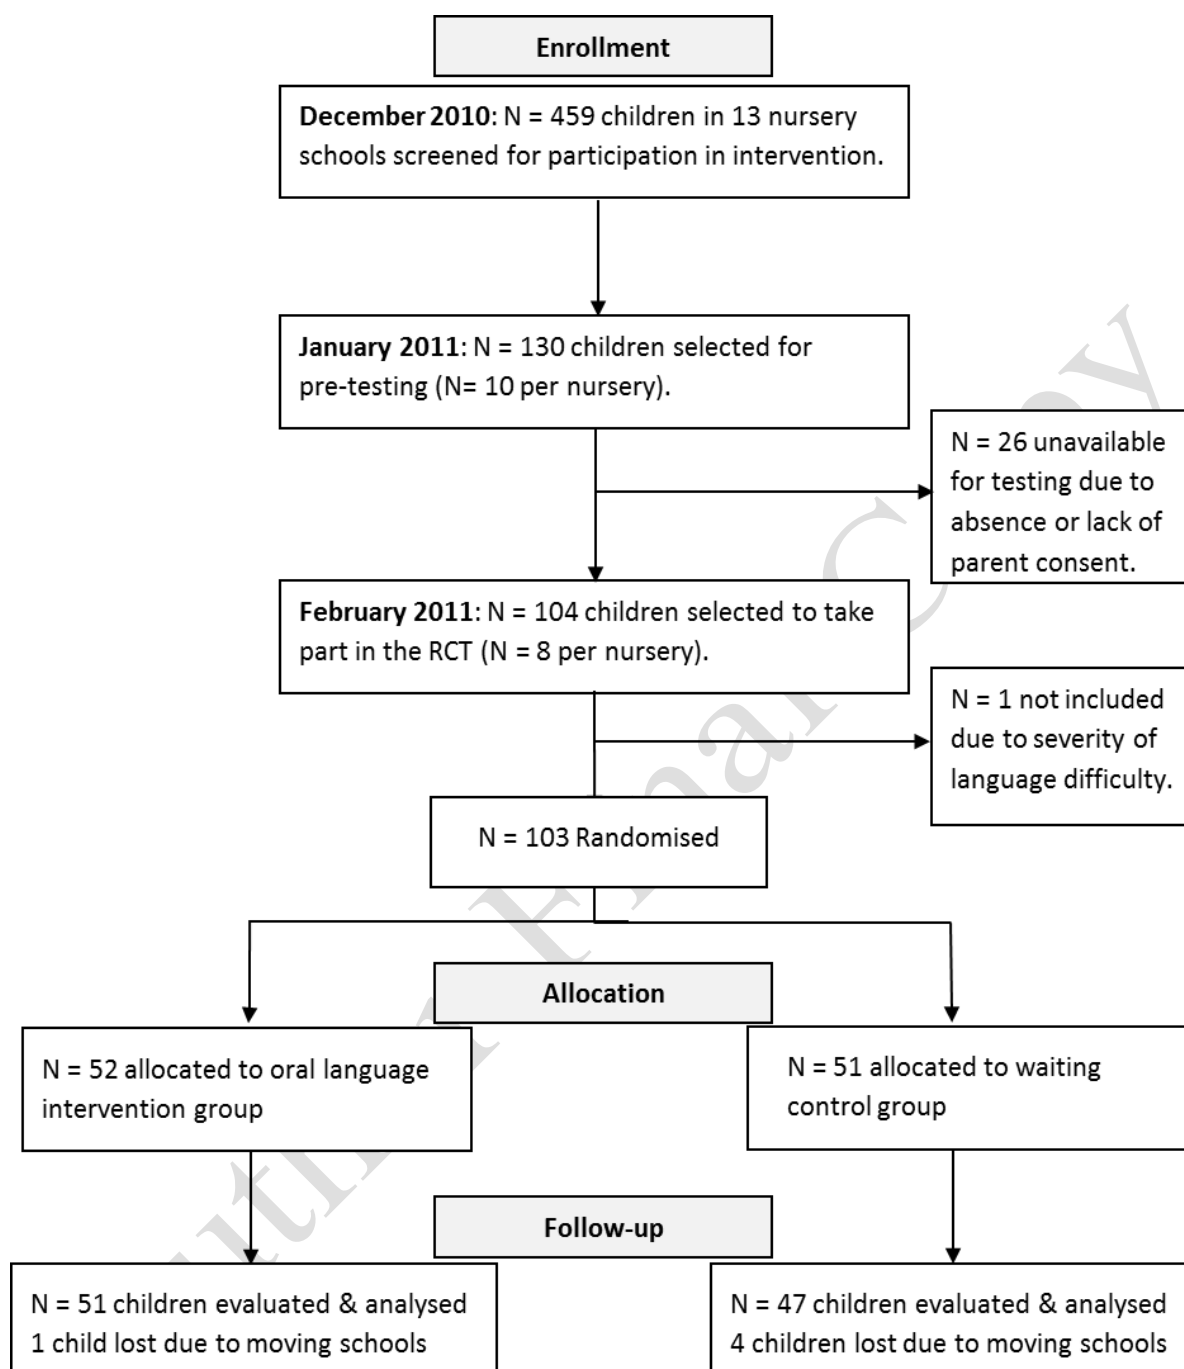 Enrollment
December 2010: N = 459 children in 13 nursery
schools screened for participation in intervention.
January 2011: N = 130 children selected for
pre-testing (N= 10 per nursery).
N = 26 unavailable
for testing due to
absence or lack of
parent consent.
February 2011: N = 104 children selected to take
part in the RCT (N = 8 per nursery).
N = 1 not included
due to severity of
language difficulty.
N = 103 Randomised
Allocation
N = 52 allocated to oral language
intervention group
N = 51 allocated to waiting
control group
Follow-up
N = 51 children evaluated & analysed
1 child lost due to moving schools
N = 47 children evaluated & analysed
4 children lost due to moving schools